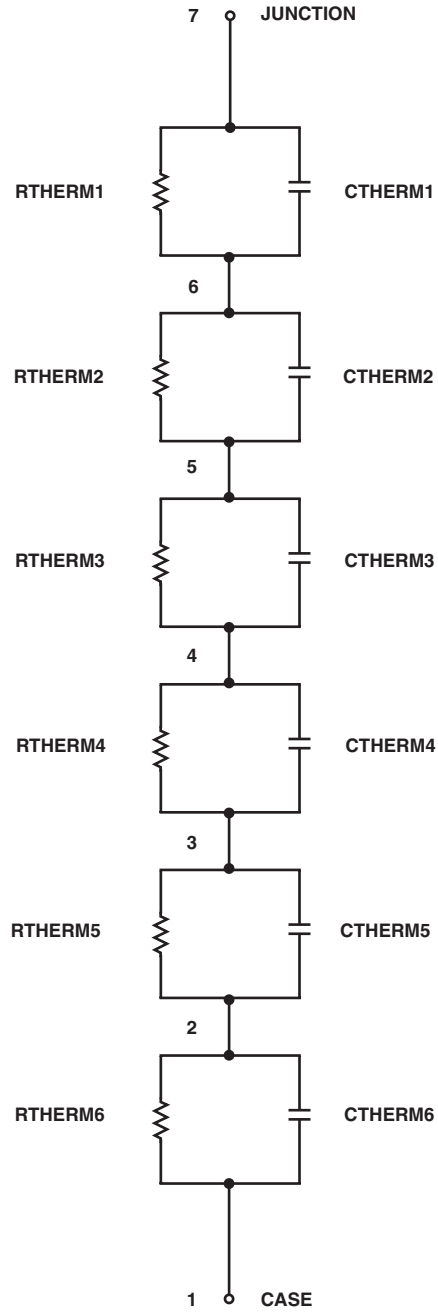 7 JUNCTION
RTHERM1 CTHERM1
6
RTHERM2 CTHERM2
5
RTHERM3 CTHERM3
4
RTHERM4 CTHERM4
3
RTHERM5 CTHERM5
2
RTHERM6 CTHERM6
1 CASE